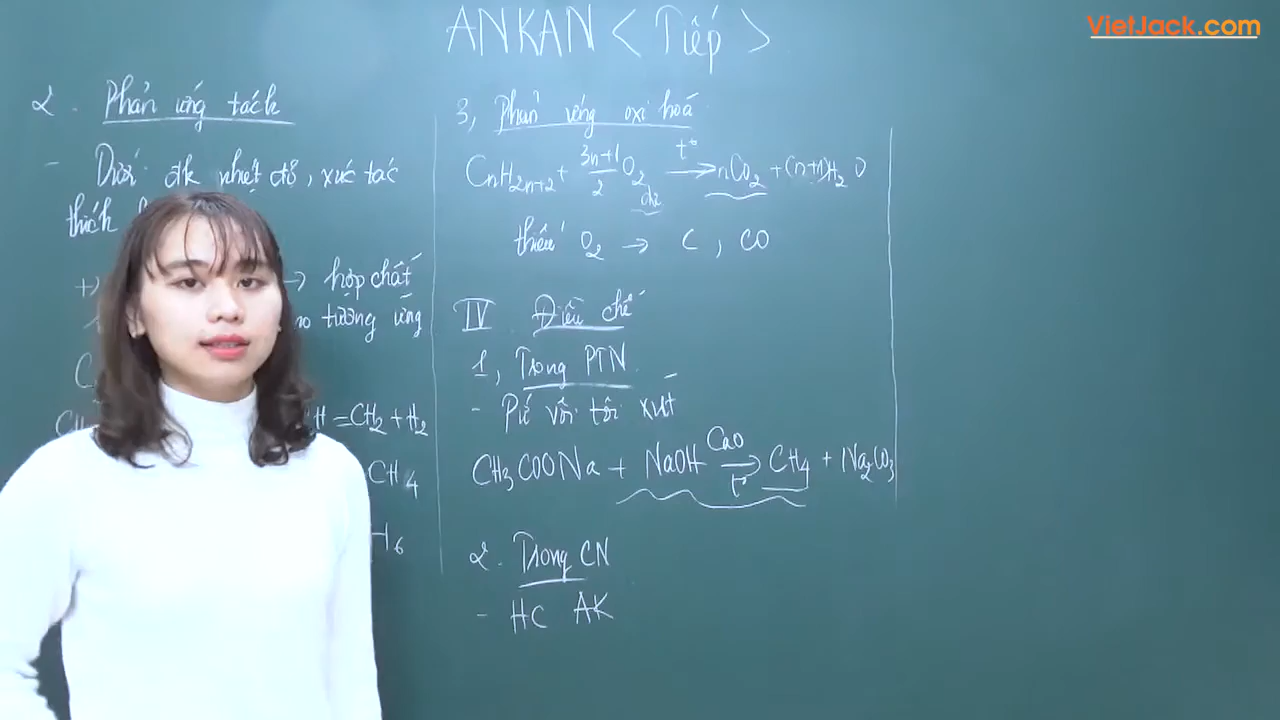 VietJack.com
ANKAN < Tiếp >
2. Phản ứng tách
- Dưới đk nhiệt độ, xúc tác
thích
+) → hợp chất
no tương ứng
C
CH =CH2 + H2
CH4
H6
3, Phản ứng oxi hoá
CnH2n+2 + 3n+1/2 O2 t° → nCO2 + (n+1)H2O
thiếu O2 → C, CO
IV. Điều chế
1, Trong PTN
- Pứ vôi tôi xút
CH3COONa + NaOH CaO → t° CH4 + Na2CO3
2. Trong CN
- HC AK